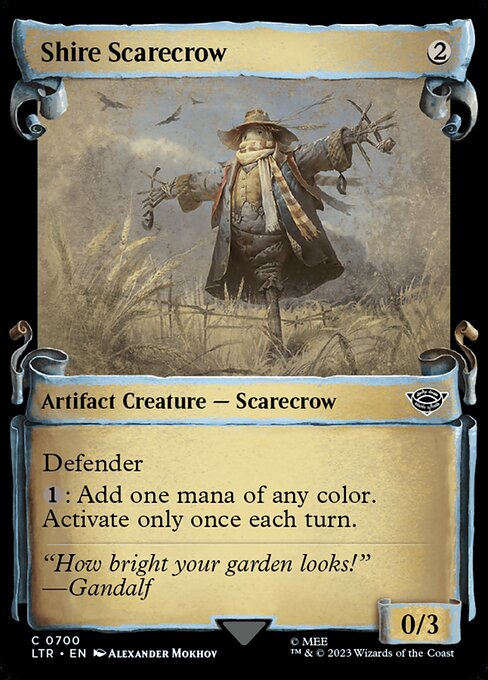 Shire Scarecrow 2
Artifact Creature — Scarecrow
Defender
1 : Add one mana of any color.
Activate only once each turn.
“How bright your garden looks!”
—Gandalf
0/3
C 0700
LTR • EN Alexander Mokhov
© MEE
™ & © 2023 Wizards of the Coast